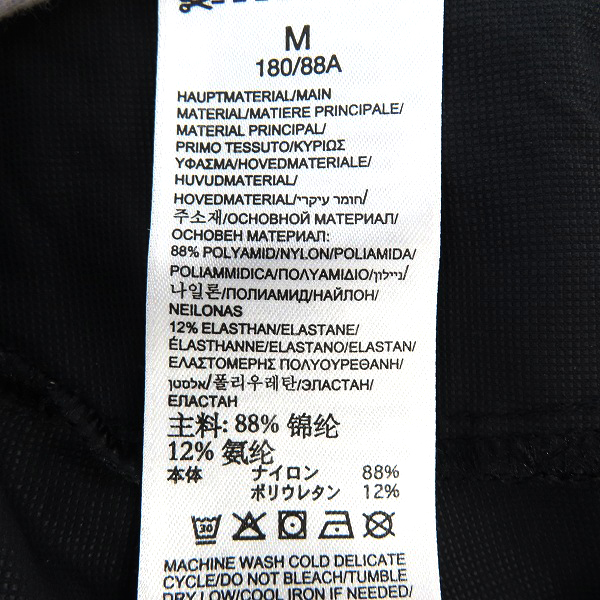 M
180/88A
HAUPTMATERIAL/MAIN
MATERIAL/MATIERE PRINCIPALE/
MATERIAL PRINCIPAL/
PRIMO TESSUTO/ΚΥΡΙΩΣ
ΥΦΑΣΜΑ/HOVEDMATERIALE/
HUVUDMATERIAL/
HOVEDMATERIAL/חומר עיקרי/
주소재/ОСНОВНОЙ МАТЕРИАЛ/
ОСНОВЕН МАТЕРИАЛ:
88% POLYAMID/NYLON/POLIAMIDA/
POLIAMMIDICA/ΠΟΛΥΑΜΙΔΙΟ/ניילון/
나일론/ПОЛИАМИД/НАЙЛОН/
NEILONAS
12% ELASTHAN/ELASTANE/
ÉLASTHANNE/ELASTANO/ELASTAN/
ΕΛΑΣΤΟΜΕΡΗΣ ΠΟΛΥΟΥΡΕΘΑΝΗ/
אלסטן/폴리우레탄/ЭЛАСТАН/
ЕЛАСТАН
主料: 88% 锦纶
12% 氨纶
本体 ナイロン 88%
ポリウレタン 12%
30
MACHINE WASH COLD DELICATE
CYCLE/DO NOT BLEACH/TUMBLE
DRY LOW/COOL IRON IF NEEDED/